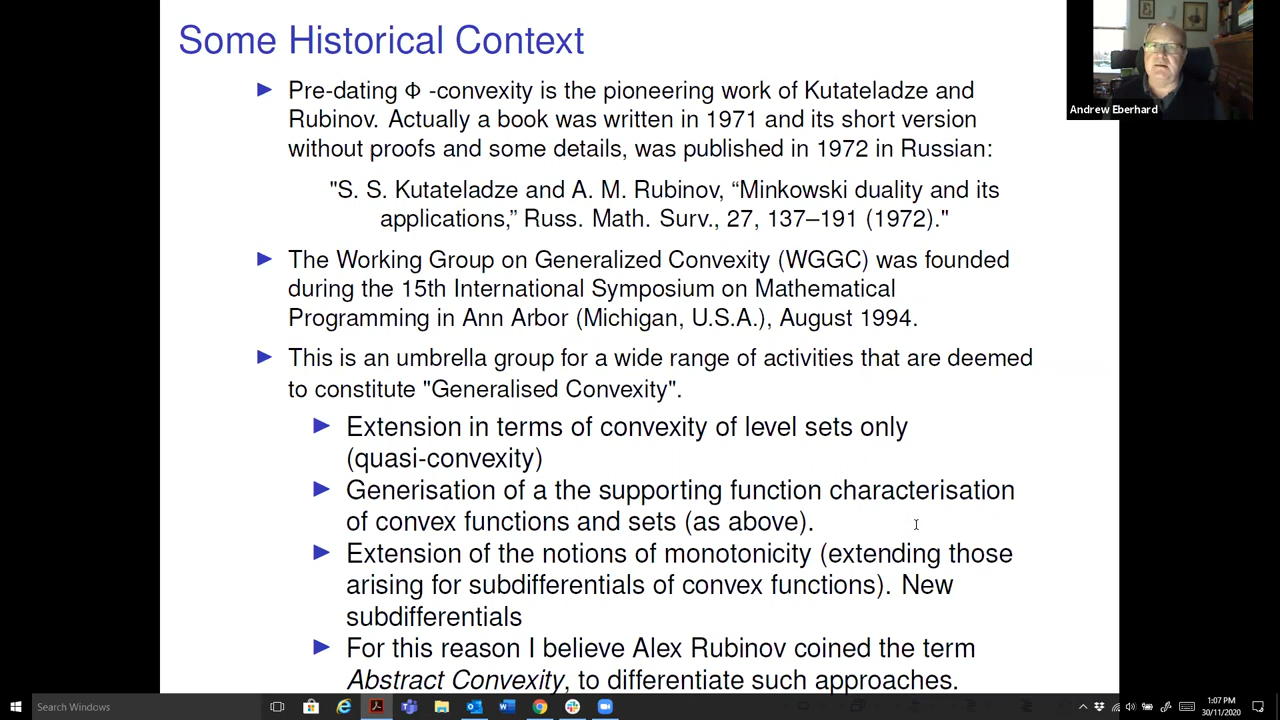 Some Historical Context
Andrew Eberhard
▶ Pre-dating Φ -convexity is the pioneering work of Kutateladze and
Rubinov. Actually a book was written in 1971 and its short version
without proofs and some details, was published in 1972 in Russian:
"S. S. Kutateladze and A. M. Rubinov, “Minkowski duality and its
applications,” Russ. Math. Surv., 27, 137–191 (1972)."
▶ The Working Group on Generalized Convexity (WGGC) was founded
during the 15th International Symposium on Mathematical
Programming in Ann Arbor (Michigan, U.S.A.), August 1994.
▶ This is an umbrella group for a wide range of activities that are deemed
to constitute "Generalised Convexity".
▶ Extension in terms of convexity of level sets only
(quasi-convexity)
▶ Generisation of a the supporting function characterisation
of convex functions and sets (as above).
▶ Extension of the notions of monotonicity (extending those
arising for subdifferentials of convex functions). New
subdifferentials
▶ For this reason I believe Alex Rubinov coined the term
Abstract Convexity, to differentiate such approaches.
Search Windows
1:07 PM
30/11/2020